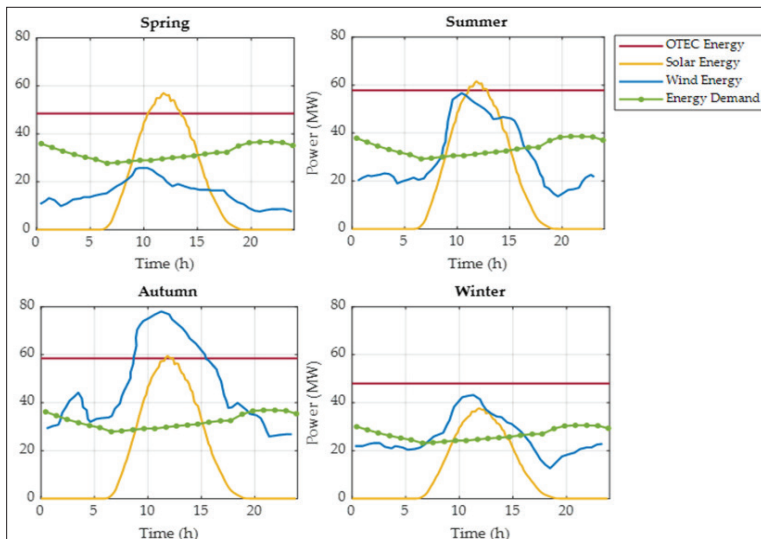 Spring
80
60
40
20
0
0 5 10 15 20
Time (h)
Summer
80
60
40
20
0
0 5 10 15 20
Time (h)
Power (MW)
OTEC Energy
Solar Energy
Wind Energy
Energy Demand
Autumn
80
60
40
20
0
0 5 10 15 20
Time (h)
Winter
80
60
40
20
0
0 5 10 15 20
Time (h)
Power (MW)